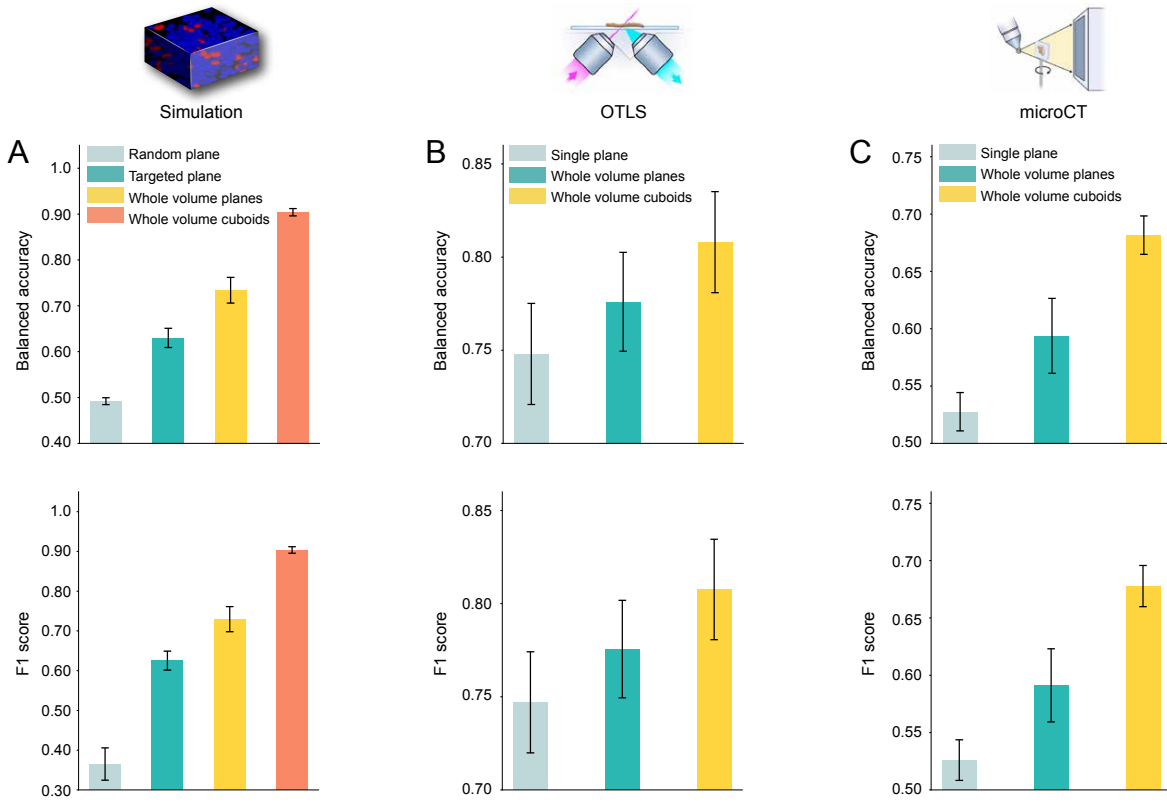 Simulation
OTLS
microCT
A
Random plane
Targeted plane
Whole volume planes
Whole volume cuboids
Balanced accuracy
1.0
0.90
0.80
0.70
0.60
0.50
0.40
B
Single plane
Whole volume planes
Whole volume cuboids
Balanced accuracy
0.85
0.80
0.75
0.70
C
Single plane
Whole volume planes
Whole volume cuboids
Balanced accuracy
0.75
0.70
0.65
0.60
0.55
0.50
F1 score
1.0
0.90
0.80
0.70
0.60
0.50
0.40
0.30
F1 score
0.85
0.80
0.75
0.70
F1 score
0.75
0.70
0.65
0.60
0.55
0.50